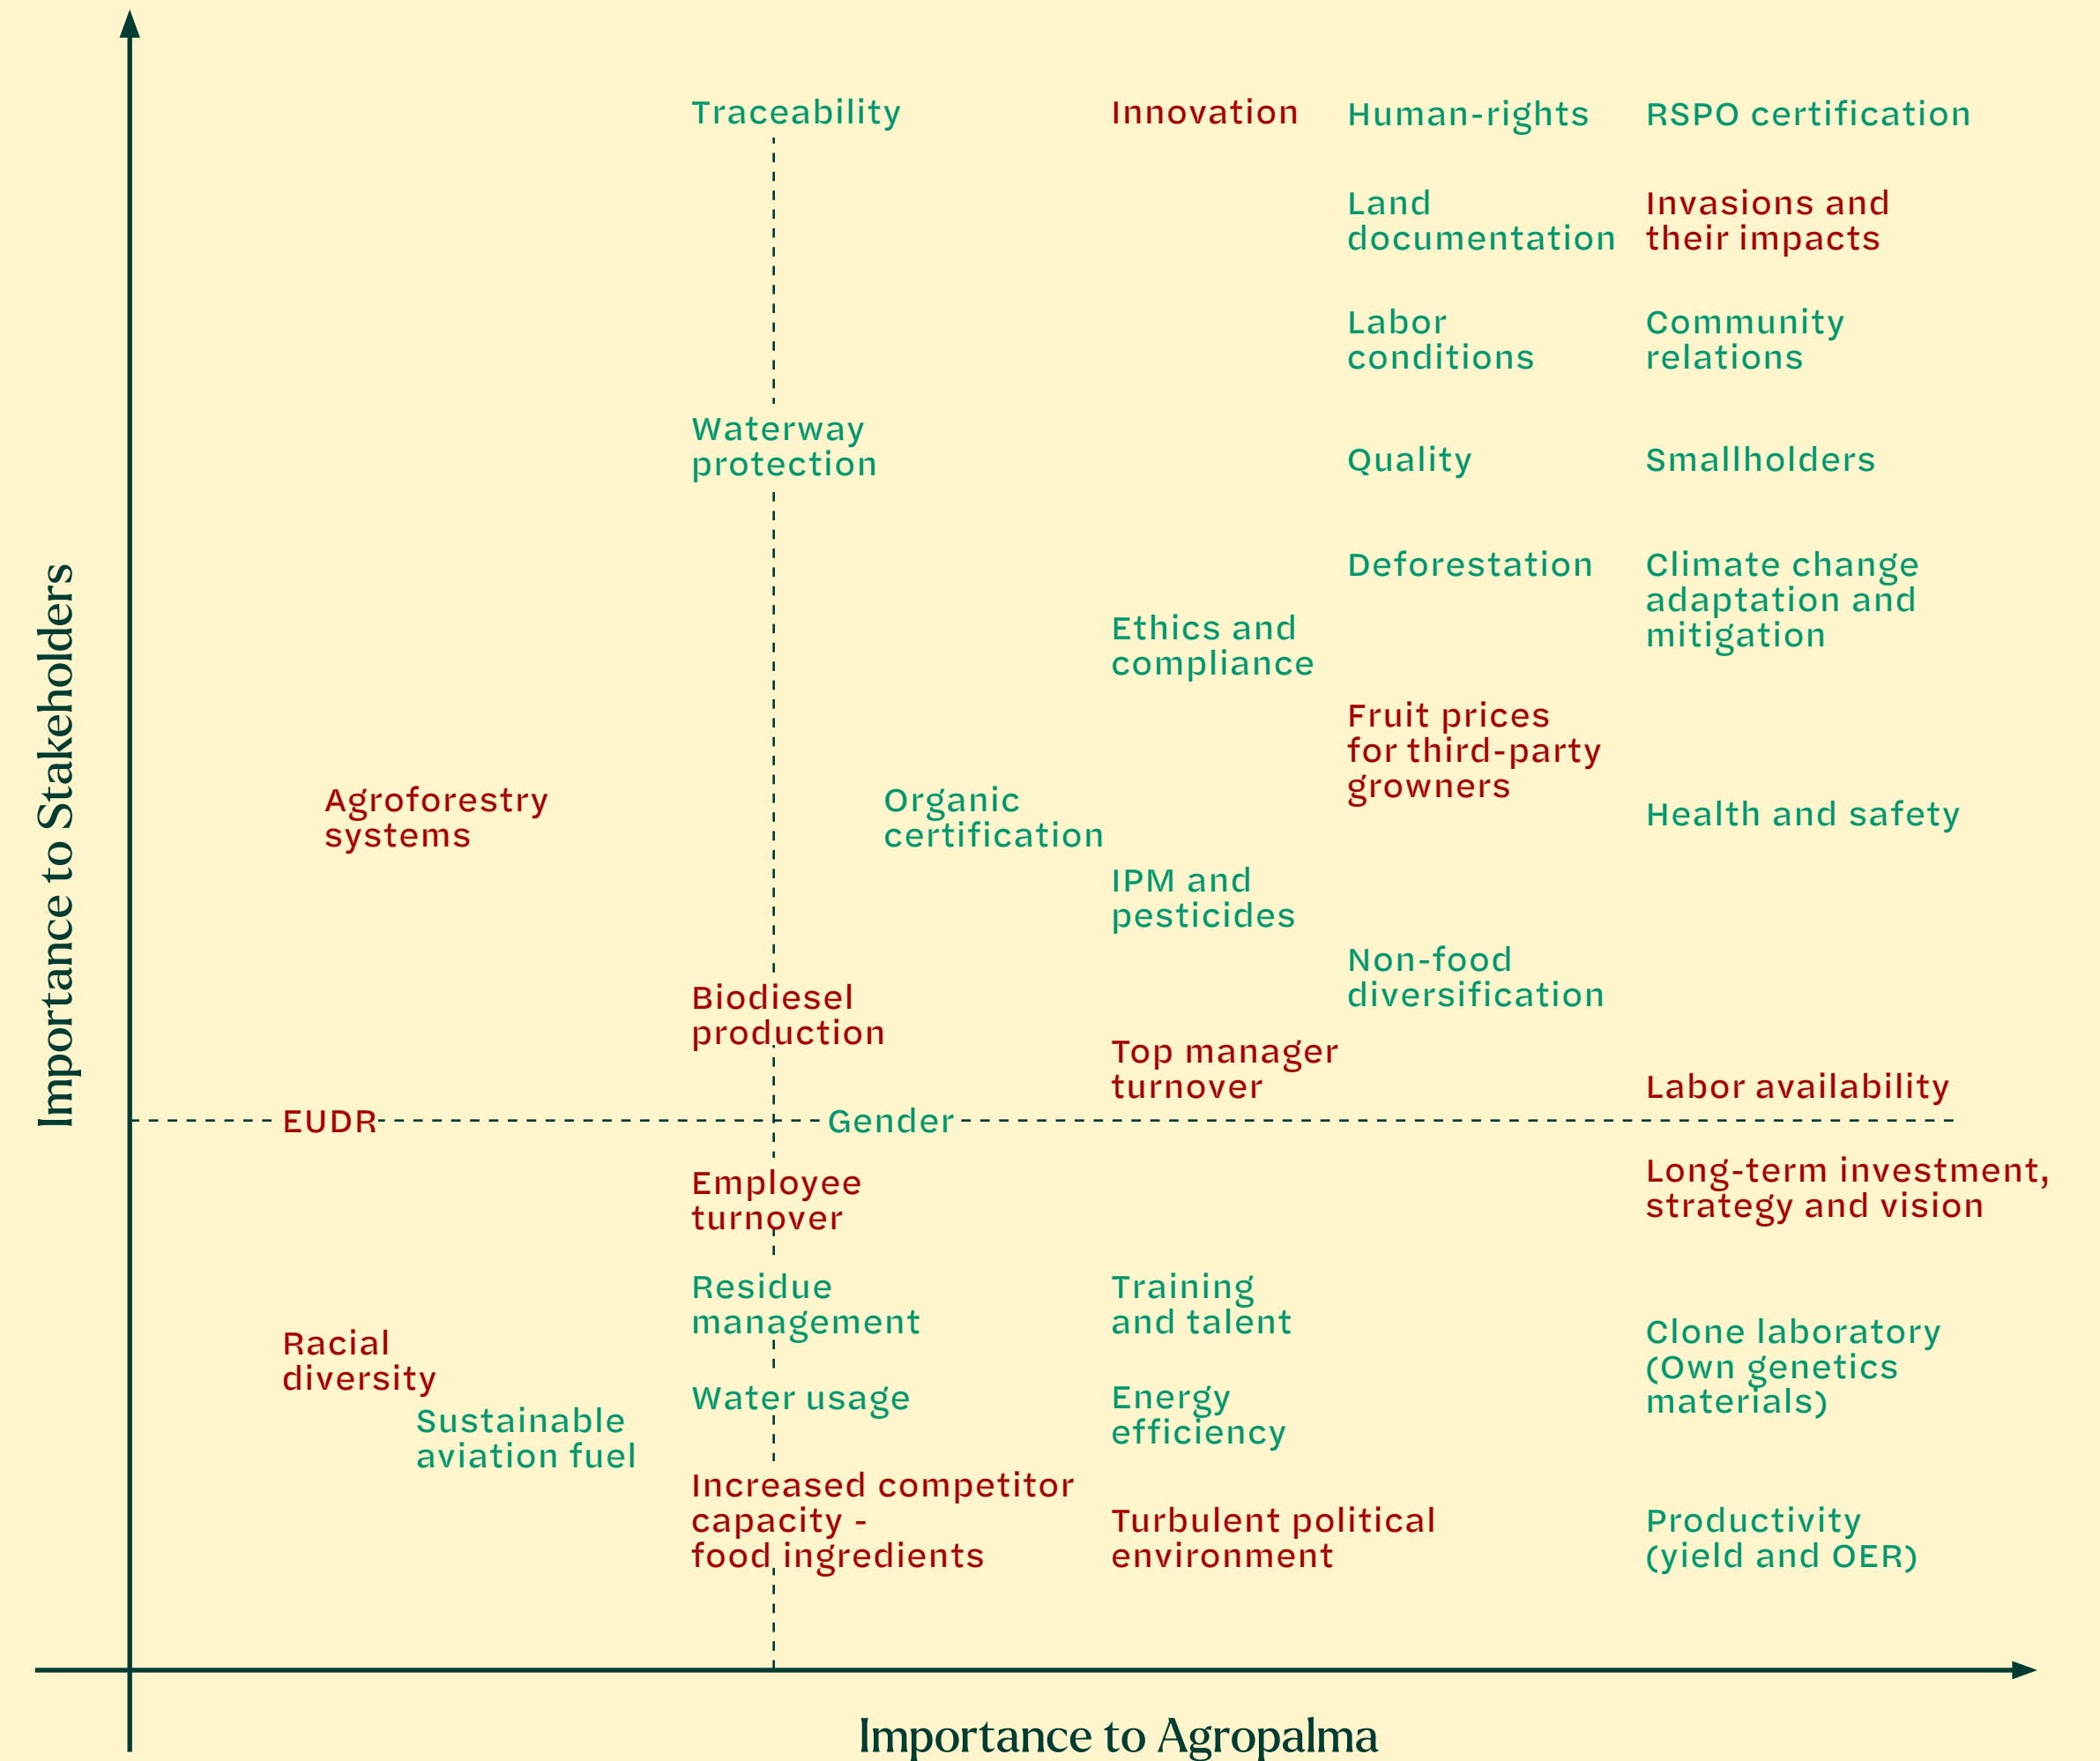 Importance to Stakeholders
Traceability
Innovation
Human-rights
RSPO certification
Land
documentation
Invasions and
their impacts
Labor
conditions
Community
relations
Waterway
protection
Quality
Smallholders
Deforestation
Climate change
adaptation and
mitigation
Ethics and
compliance
Fruit prices
for third-party
growners
Agroforestry
systems
Organic
certification
Health and safety
IPM and
pesticides
Non-food
diversification
Biodiesel
production
Top manager
turnover
Labor availability
EUDR
Gender
Employee
turnover
Long-term investment,
strategy and vision
Residue
management
Training
and talent
Racial
diversity
Clone laboratory
(Own genetics
materials)
Water usage
Energy
efficiency
Sustainable
aviation fuel
Increased competitor
capacity -
food ingredients
Turbulent political
environment
Productivity
(yield and OER)
Importance to Agropalma